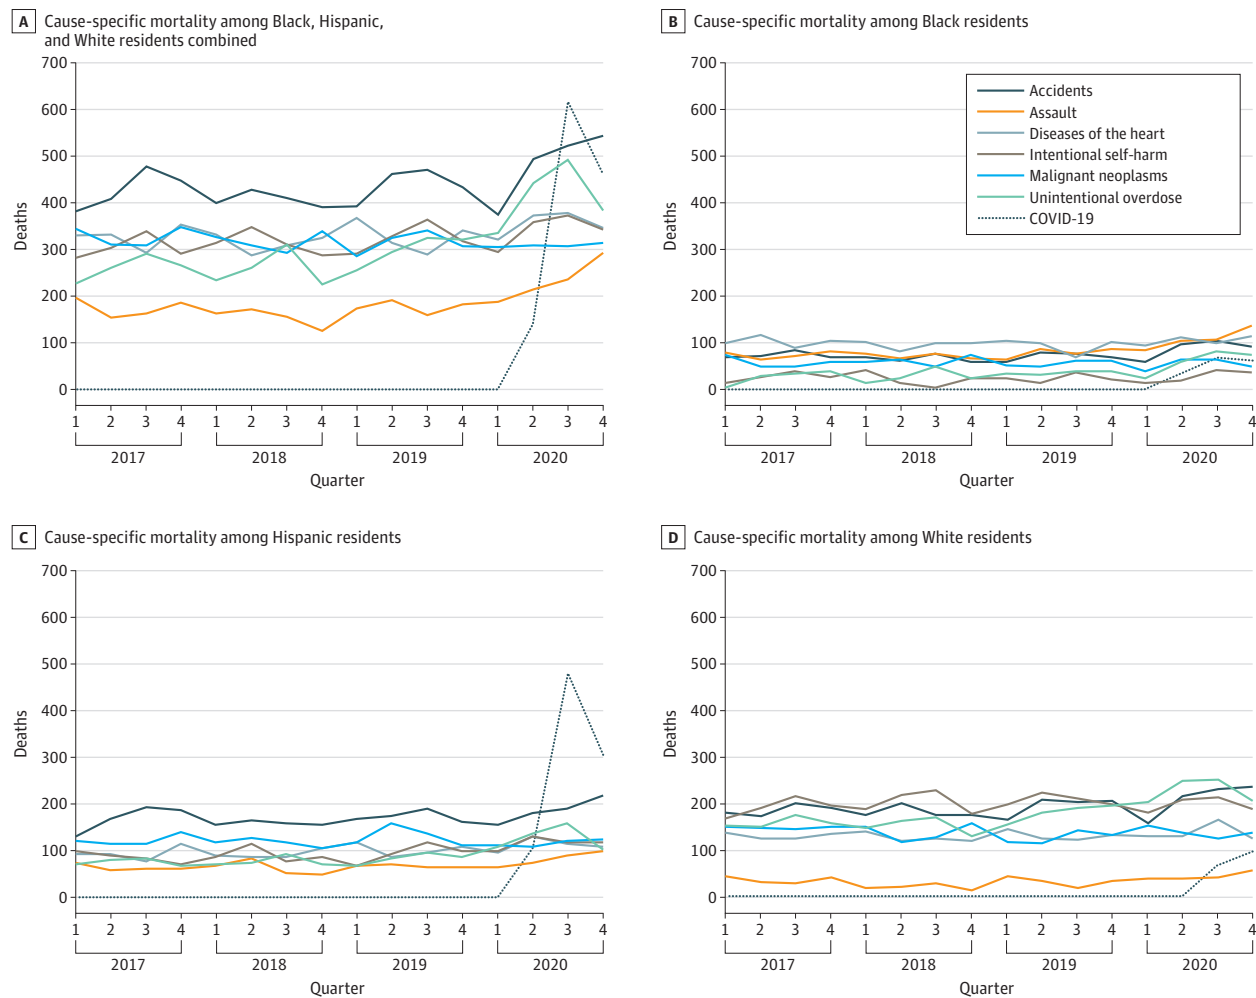 A Cause-specific mortality among Black, Hispanic,
and White residents combined
700
600
500
400
300
200
100
0
Deaths
1 2 3 4 1 2 3 4 1 2 3 4 1 2 3 4
2017 2018 2019 2020
Quarter
B Cause-specific mortality among Black residents
700
600
500
400
300
200
100
0
Deaths
Accidents
Assault
Diseases of the heart
Intentional self-harm
Malignant neoplasms
Unintentional overdose
COVID-19
1 2 3 4 1 2 3 4 1 2 3 4 1 2 3 4
2017 2018 2019 2020
Quarter
C Cause-specific mortality among Hispanic residents
700
600
500
400
300
200
100
0
Deaths
1 2 3 4 1 2 3 4 1 2 3 4 1 2 3 4
2017 2018 2019 2020
Quarter
D Cause-specific mortality among White residents
700
600
500
400
300
200
100
0
Deaths
1 2 3 4 1 2 3 4 1 2 3 4 1 2 3 4
2017 2018 2019 2020
Quarter